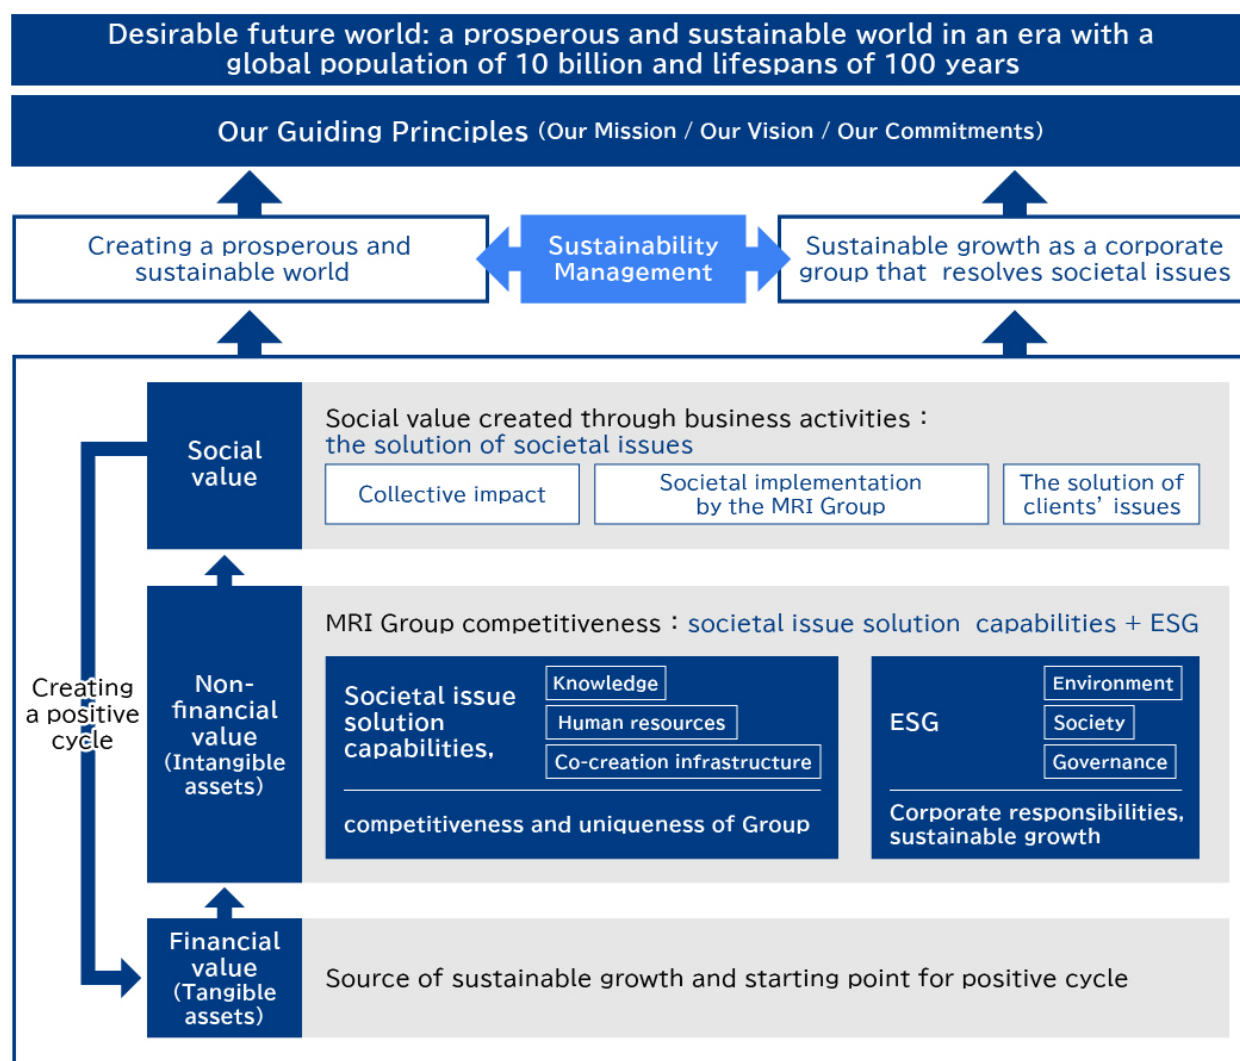 Desirable future world: a prosperous and sustainable world in an era with a
global population of 10 billion and lifespans of 100 years
Our Guiding Principles (Our Mission / Our Vision / Our Commitments)
Creating a prosperous and
sustainable world
Sustainability
Management
Sustainable growth as a corporate
group that resolves societal issues
Social
value
Social value created through business activities：
the solution of societal issues
Collective impact
Societal implementation
by the MRI Group
The solution of
clients’ issues
Creating
a positive
cycle
Non-
financial
value
(Intangible
assets)
MRI Group competitiveness：societal issue solution capabilities + ESG
Societal issue
solution
capabilities,
Knowledge
Human resources
Co-creation infrastructure
competitiveness and uniqueness of Group
ESG
Environment
Society
Governance
Corporate responsibilities,
sustainable growth
Financial
value
(Tangible
assets)
Source of sustainable growth and starting point for positive cycle